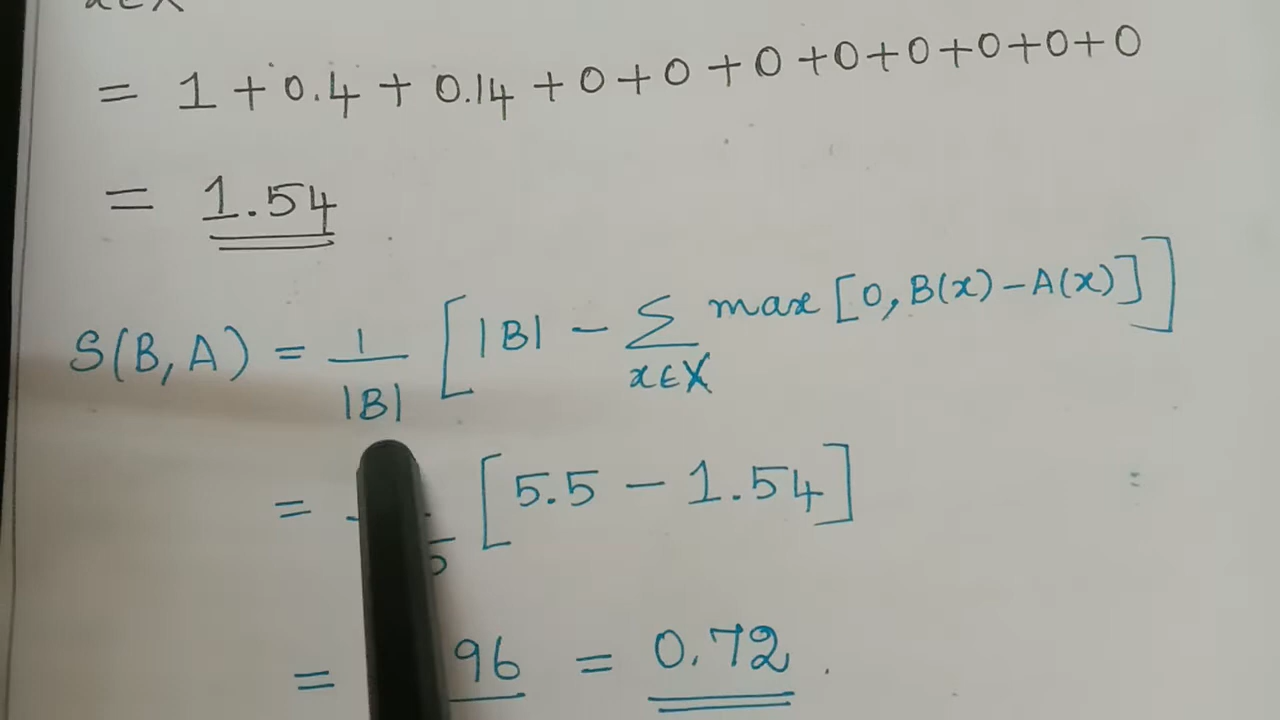 x∈X
= 1 + 0.4 + 0.14 + 0 + 0 + 0 + 0 + 0 + 0 + 0 + 0
= 1.54
S(B, A) = 1/|B| [ |B| - ∑ x∈X max [0, B(x) - A(x)] ]
= [5.5 - 1.54]
= 96 = 0.72.